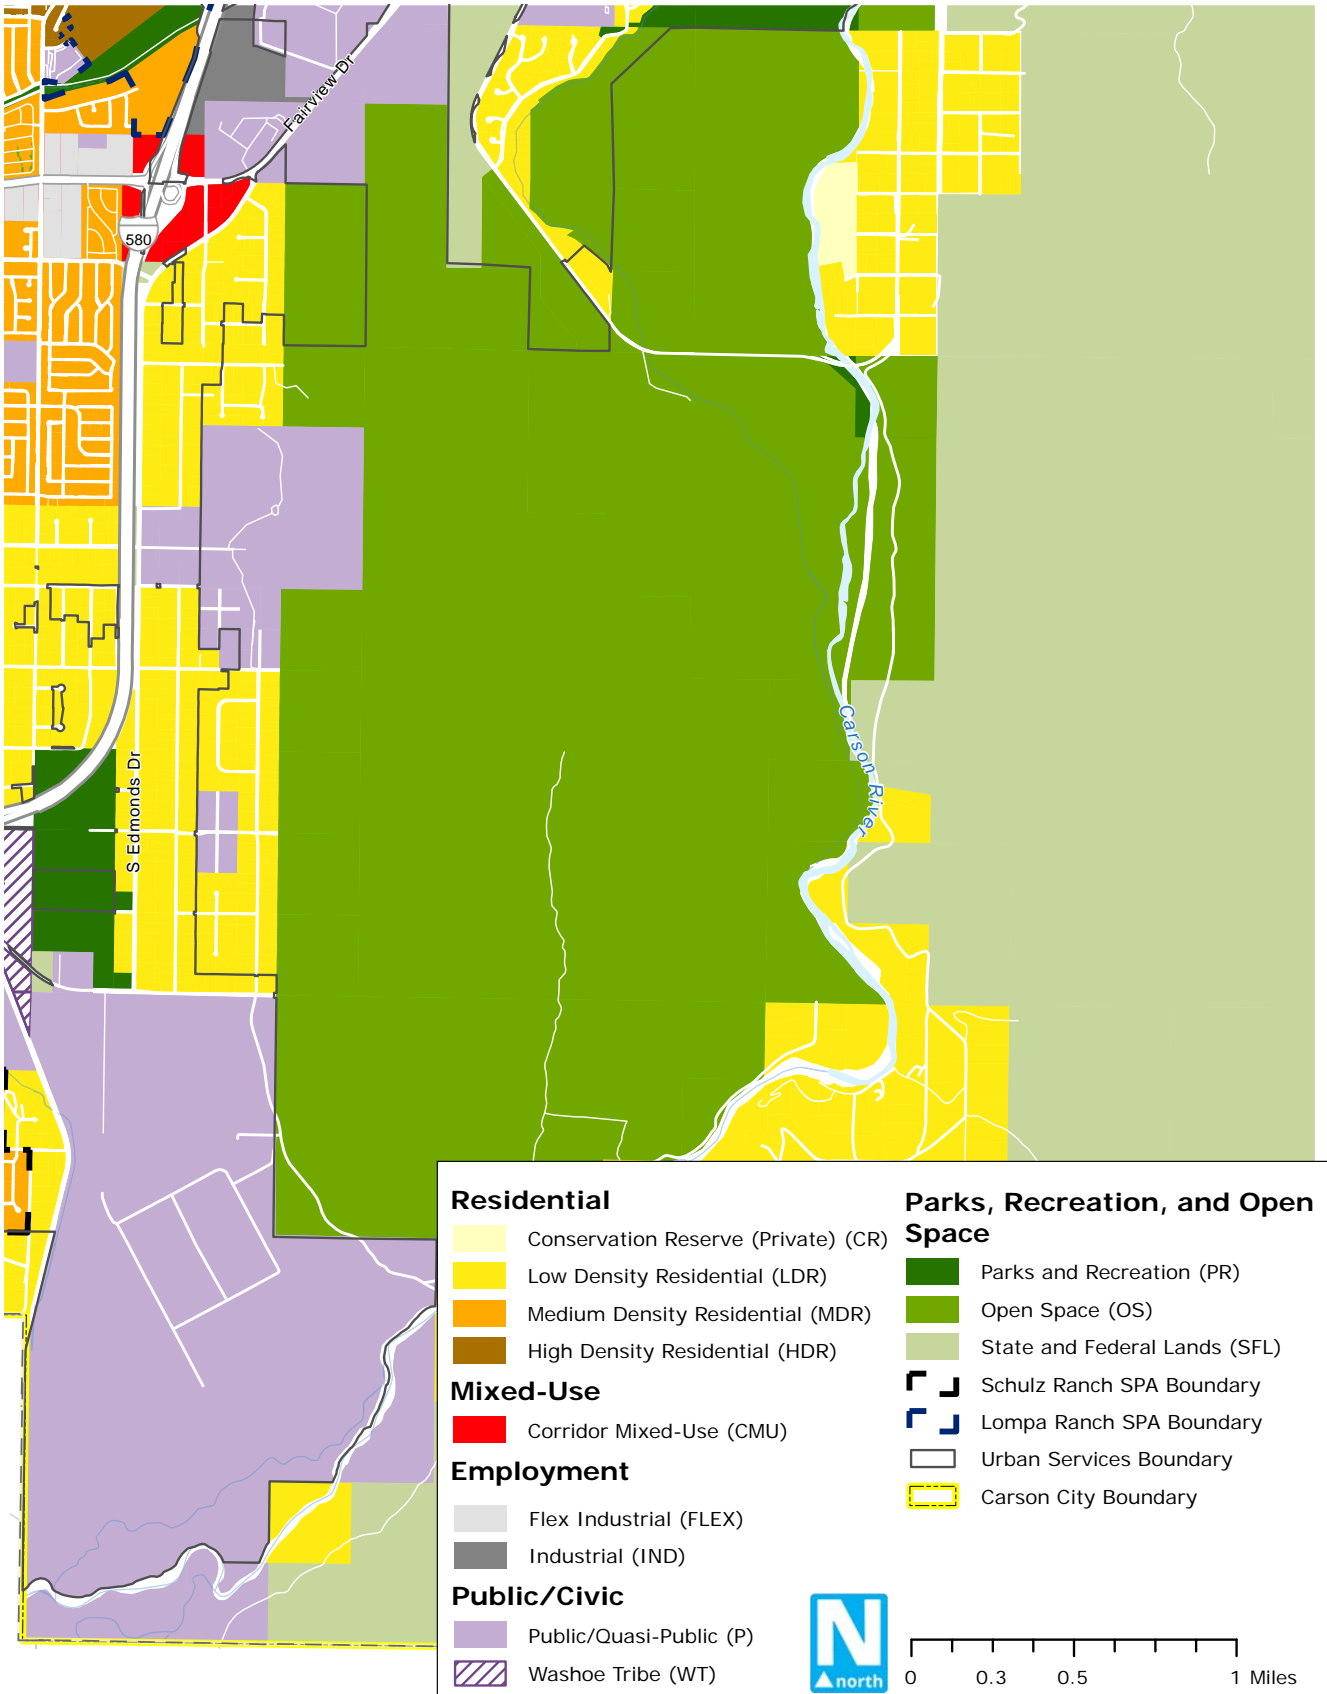 Fairview Dr
580
Carson River
S Edmonds Dr
Residential
Conservation Reserve (Private) (CR)
Low Density Residential (LDR)
Medium Density Residential (MDR)
High Density Residential (HDR)
Mixed-Use
Corridor Mixed-Use (CMU)
Employment
Flex Industrial (FLEX)
Industrial (IND)
Public/Civic
Public/Quasi-Public (P)
Washoe Tribe (WT)
Parks, Recreation, and Open
Space
Parks and Recreation (PR)
Open Space (OS)
State and Federal Lands (SFL)
Schulz Ranch SPA Boundary
Lompa Ranch SPA Boundary
Urban Services Boundary
Carson City Boundary
N
north
0 0.3 0.5 1 Miles